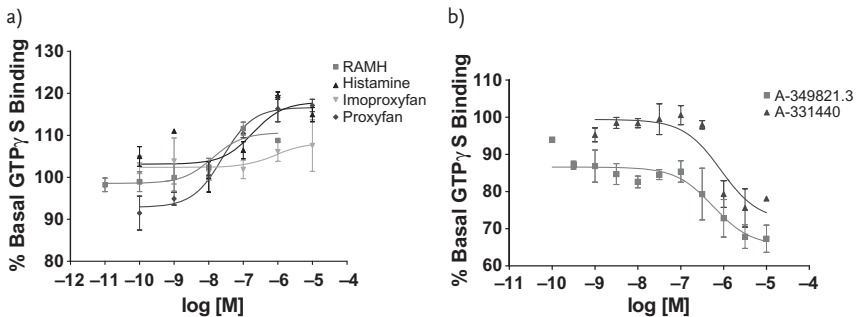 a)
% Basal GTPγ S Binding
130
120
110
100
90
80
−12 −11 −10 −9 −8 −7 −6 −5 −4
log [M]
RAMH
Histamine
Imoproxyfan
Proxyfan
b)
% Basal GTPγ S Binding
110
100
90
80
70
60
−11 −10 −9 −8 −7 −6 −5 −4
log [M]
A-349821.3
A-331440